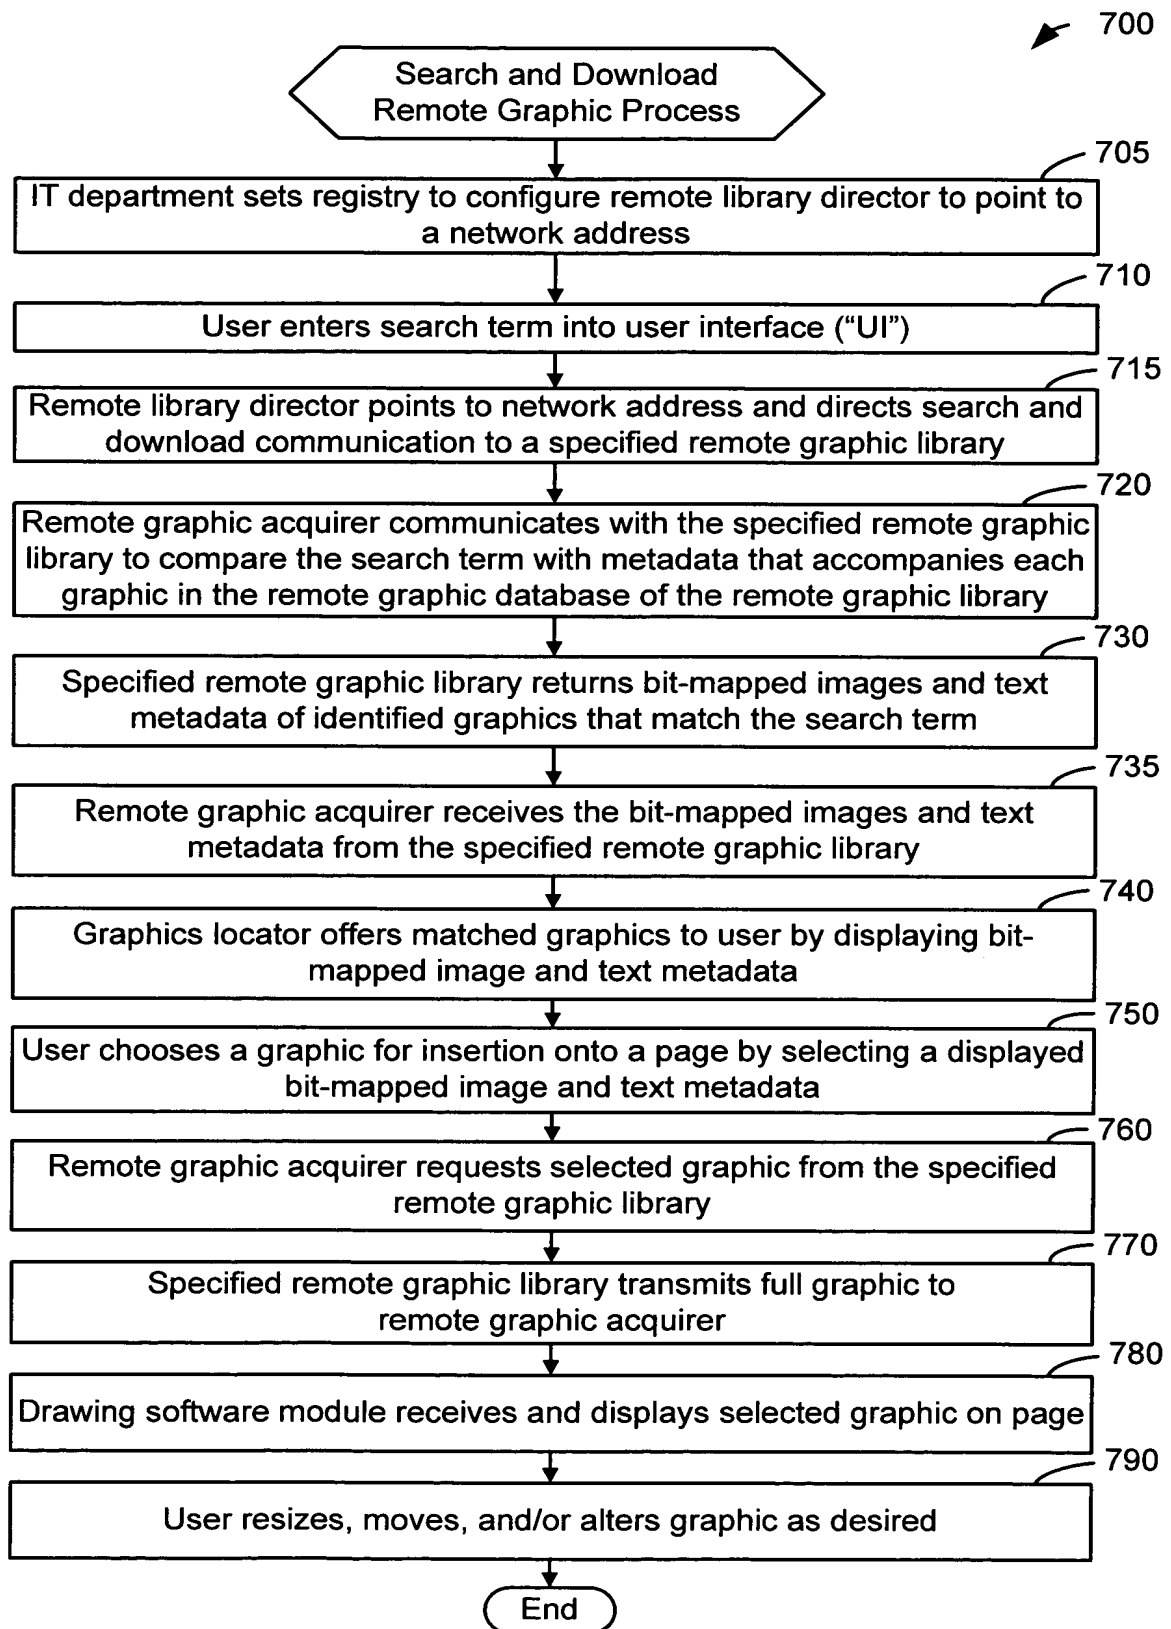 700
Search and Download
Remote Graphic Process
705
IT department sets registry to configure remote library director to point to
a network address
710
User enters search term into user interface (“UI”)
715
Remote library director points to network address and directs search and
download communication to a specified remote graphic library
720
Remote graphic acquirer communicates with the specified remote graphic
library to compare the search term with metadata that accompanies each
graphic in the remote graphic database of the remote graphic library
730
Specified remote graphic library returns bit-mapped images and text
metadata of identified graphics that match the search term
735
Remote graphic acquirer receives the bit-mapped images and text
metadata from the specified remote graphic library
740
Graphics locator offers matched graphics to user by displaying bit-
mapped image and text metadata
750
User chooses a graphic for insertion onto a page by selecting a displayed
bit-mapped image and text metadata
760
Remote graphic acquirer requests selected graphic from the specified
remote graphic library
770
Specified remote graphic library transmits full graphic to
remote graphic acquirer
780
Drawing software module receives and displays selected graphic on page
790
User resizes, moves, and/or alters graphic as desired
End